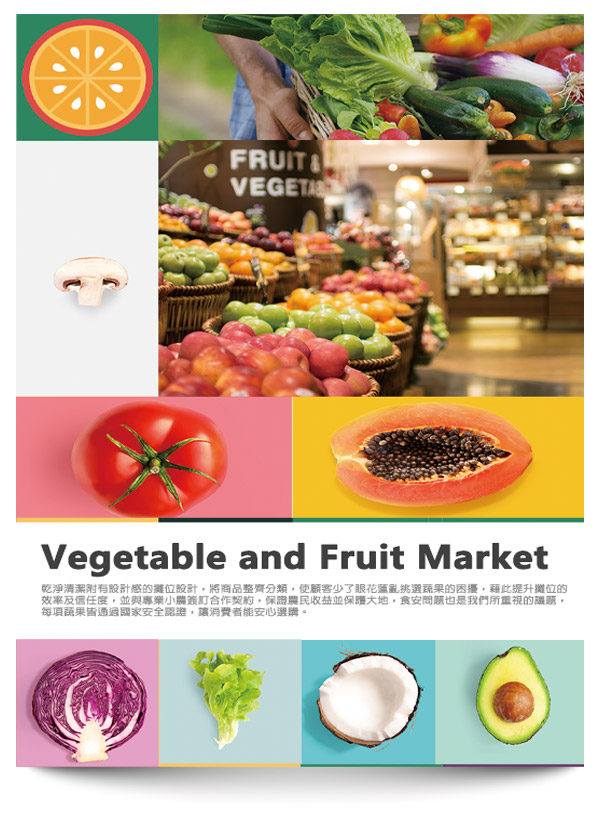 FRUIT &
VEGETA
Vegetable and Fruit Market
乾淨清潔附有設計感的攤位設計，將商品整齊分類，使顧客少了眼花蓬亂挑選蔬果的困擾，藉此提升攤位的
效率及信任度，並與專業小農簽訂合作契約，保證農民收益並保護大地，食安問題也是我們所重視的議題，
每項蔬果皆通過國家安全認證，讓消費者能安心選購。